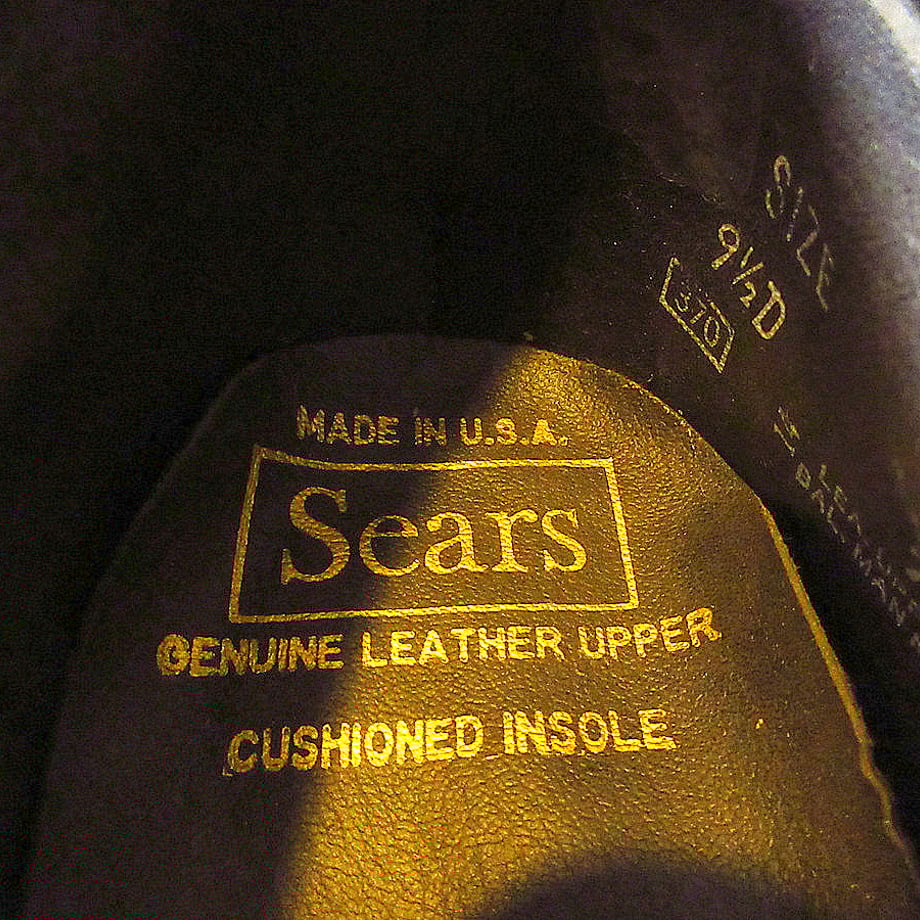 MADE IN U.S.A.
Sears
GENUINE LEATHER UPPER
CUSHIONED INSOLE
SIZE
9½D
370